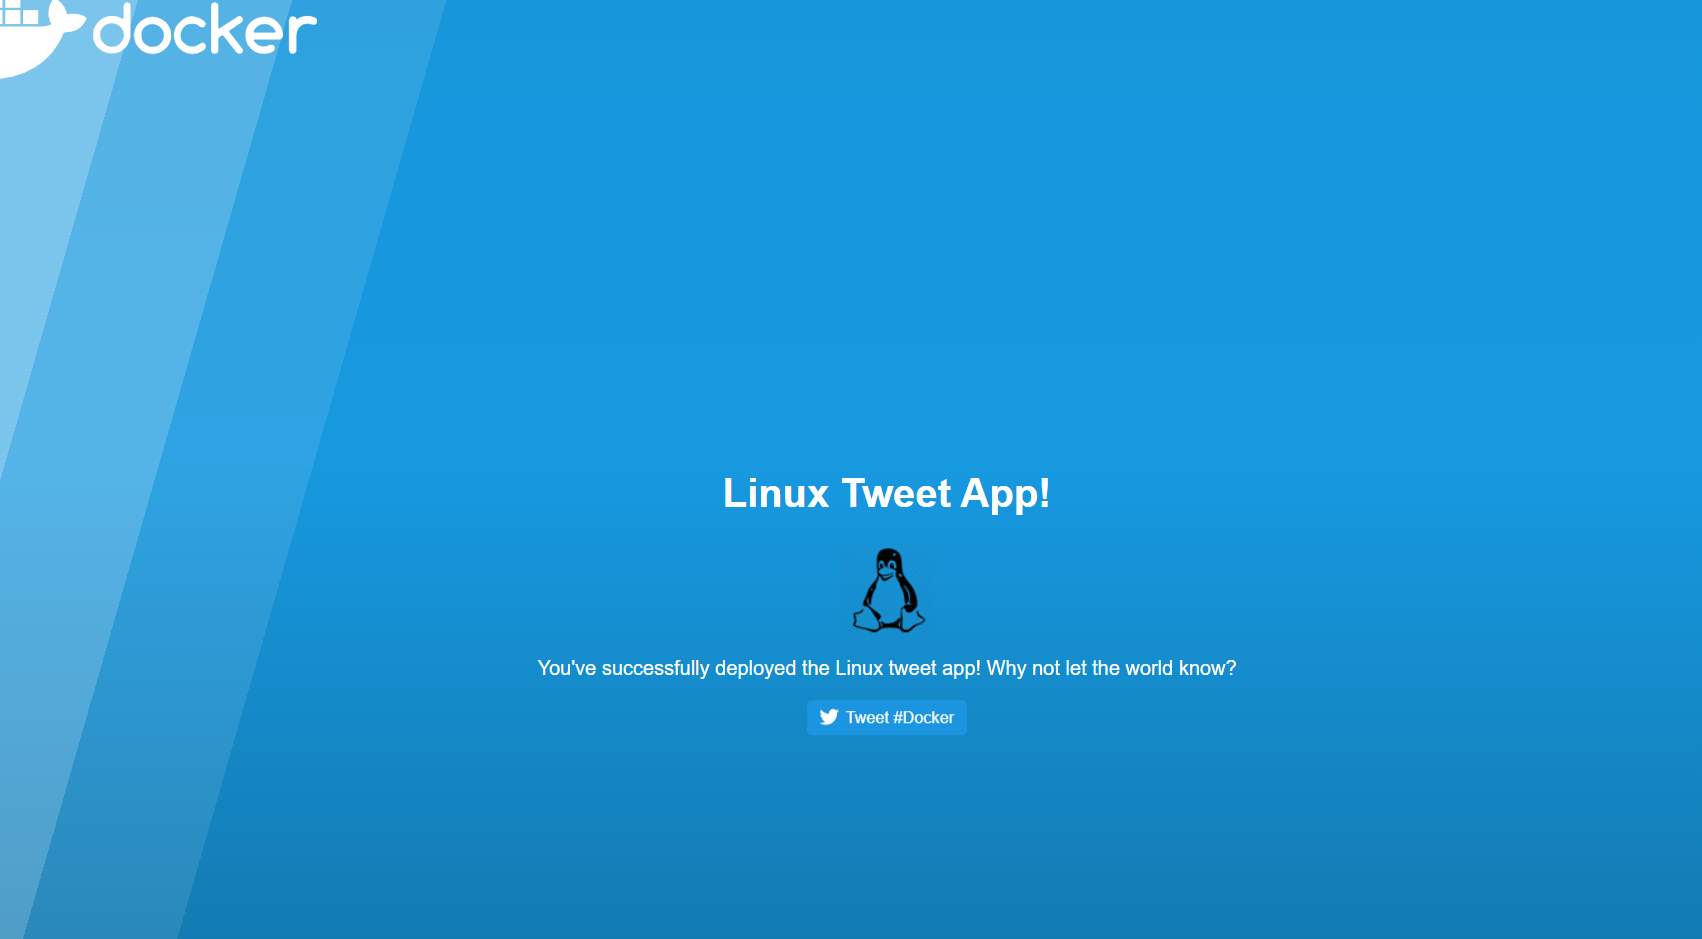 docker
Linux Tweet App!
You've successfully deployed the Linux tweet app! Why not let the world know?
Tweet #Docker